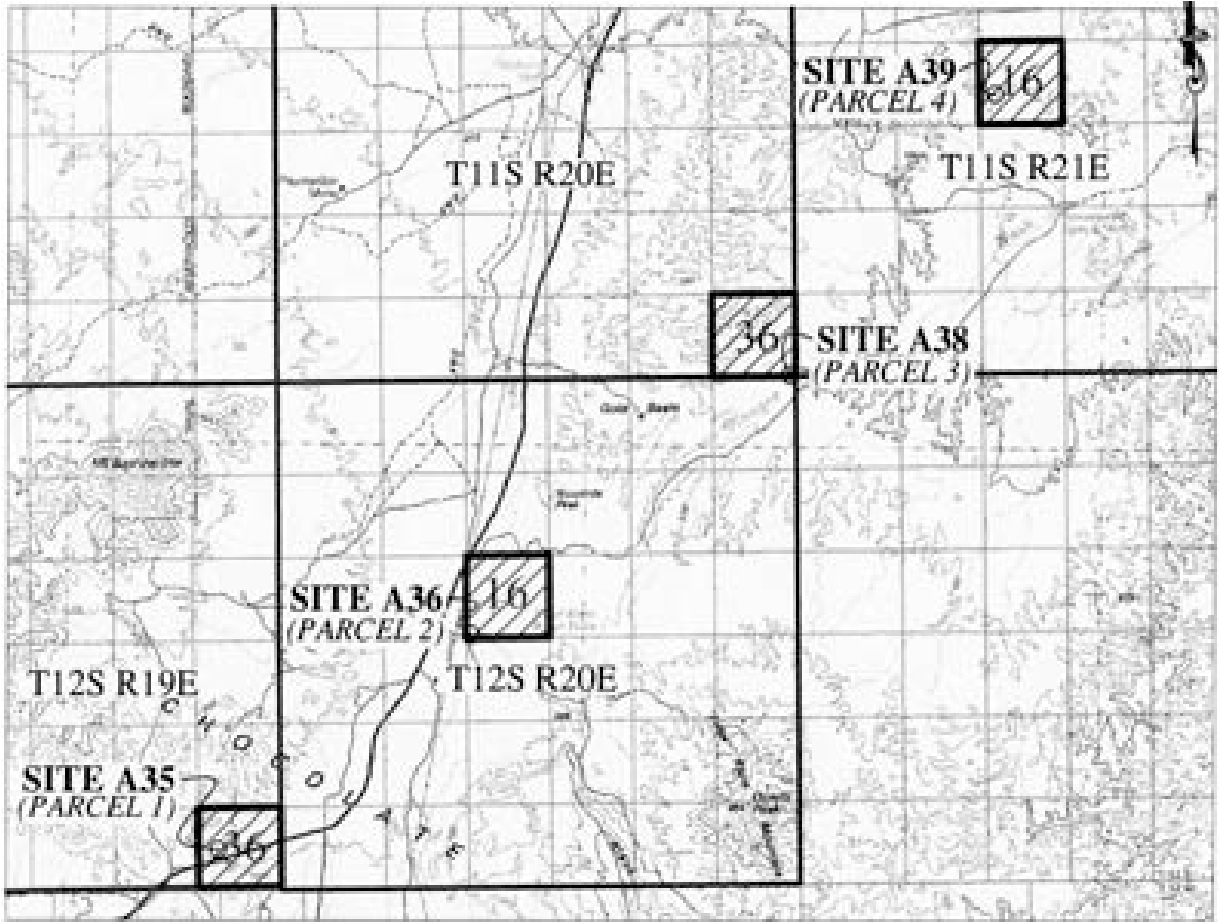 SITE A39
(PARCEL 4)
16
T11S R20E
T11S R21E
36
SITE A38
(PARCEL 3)
SITE A36
(PARCEL 2)
16
T12S R19E
T12S R20E
CHOCOLATE
SITE A35
(PARCEL 1)
36